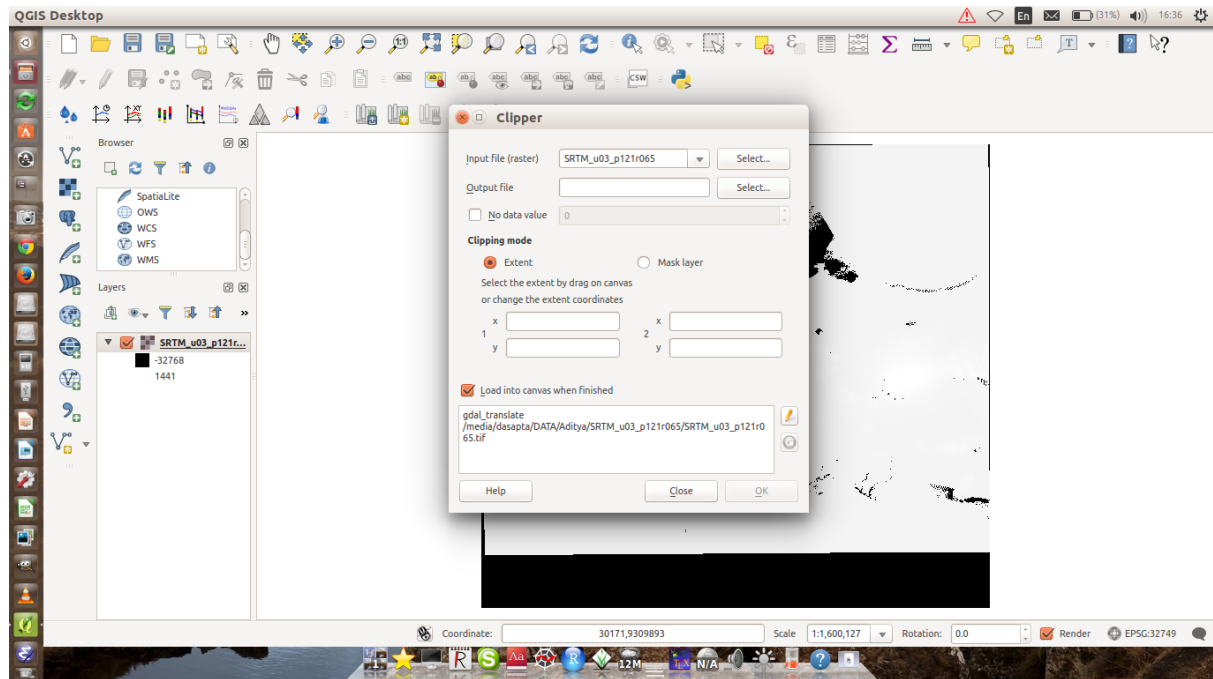 QGIS Desktop
En
(31%)
16:36
abc
CSW
Browser
SpatiaLite
OWS
WCS
WFS
WMS
Layers
SRTM_u03_p121r...
-32768
1441
Clipper
Input file (raster)
SRTM_u03_p121r065
Select...
Output file
Select...
No data value
0
Clipping mode
Extent
Mask layer
Select the extent by drag on canvas
or change the extent coordinates
x
x
1
2
y
y
Load into canvas when finished
gdal_translate
/media/dasapta/DATA/Aditya/SRTM_u03_p121r065/SRTM_u03_p121r0
65.tif
Help
Close
OK
Coordinate:
30171,9309893
Scale
1:1,600,127
Rotation:
0.0
Render
EPSG:32749
R
S
Aa
R
12M
TEX
N/A
?